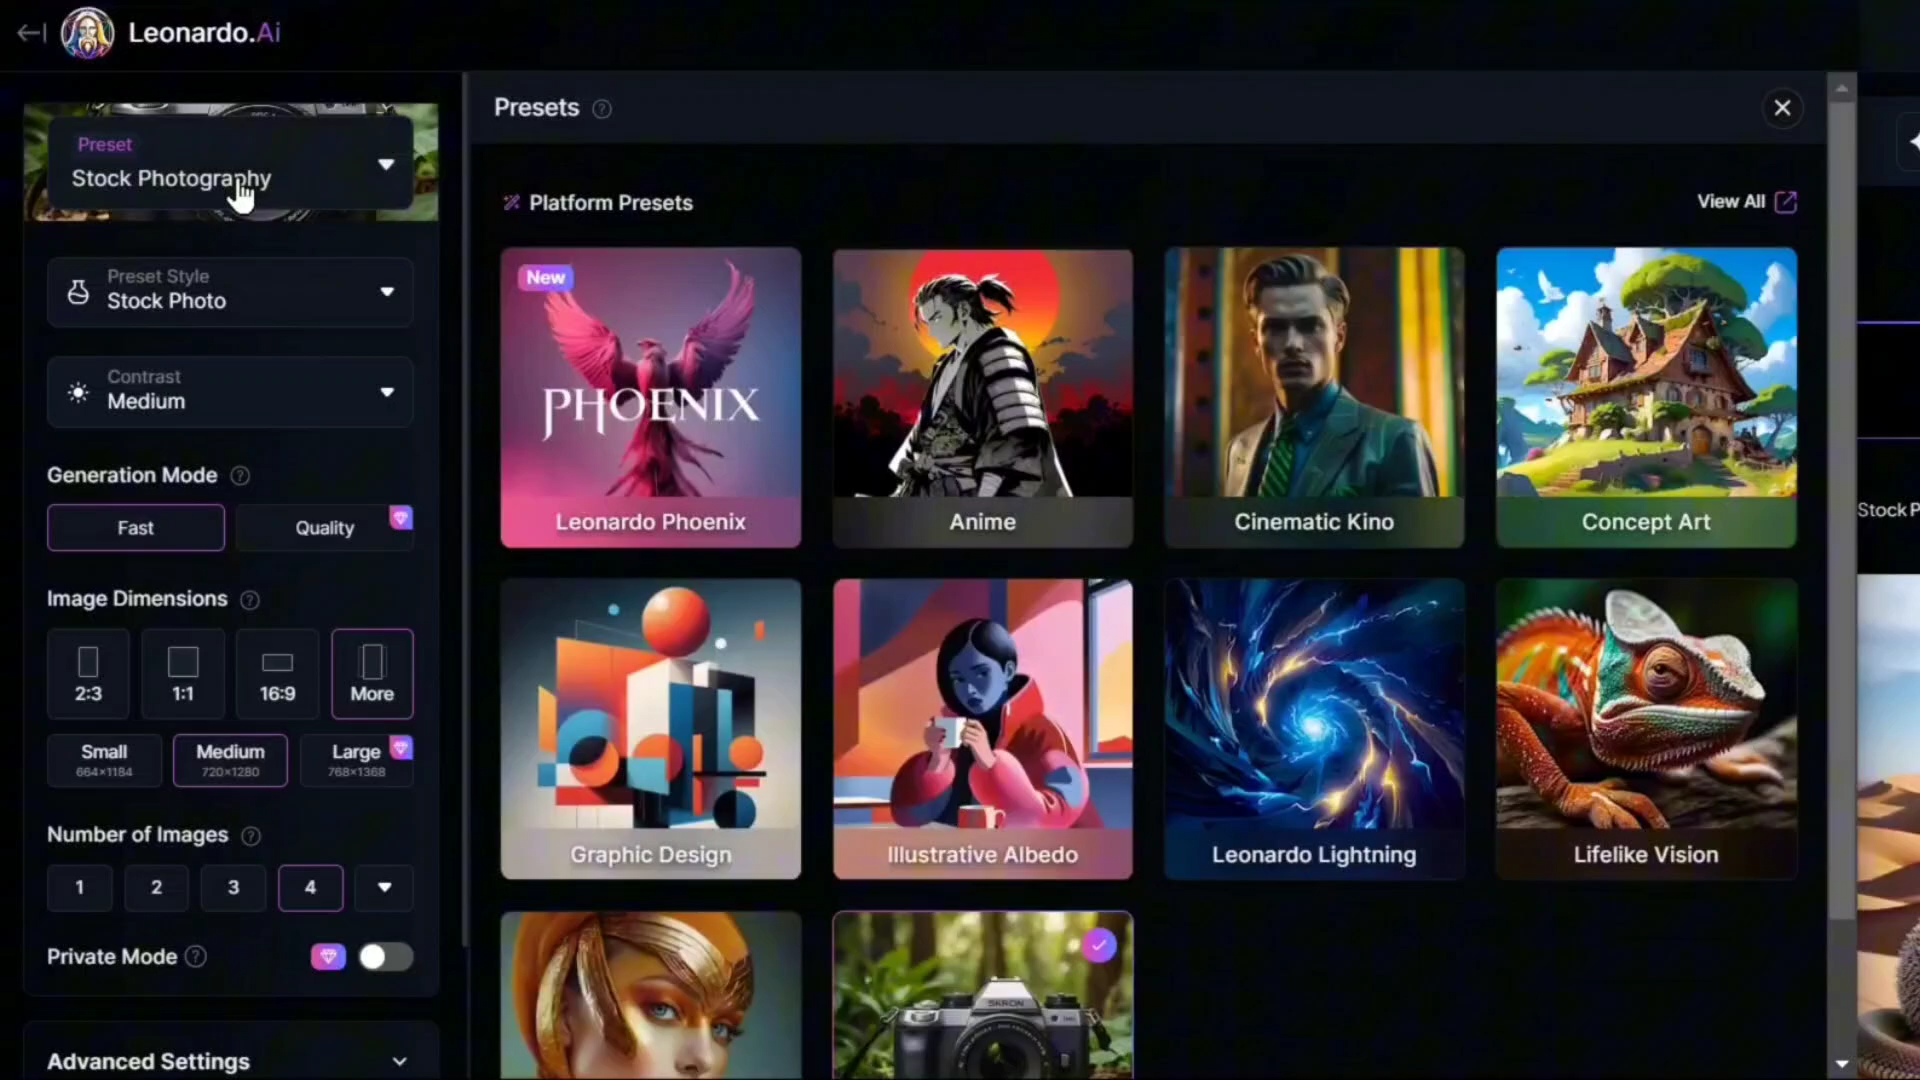 Leonardo.Ai
Preset
Stock Photography
Preset Style
Stock Photo
Contrast
Medium
Generation Mode
Fast
Quality
Image Dimensions
2:3
1:1
16:9
More
Small
664×1184
Medium
720×1280
Large
768×1368
Number of Images
1
2
3
4
Private Mode
Advanced Settings
Presets
Platform Presets
View All
New
PHOENIX
Leonardo Phoenix
Anime
Cinematic Kino
Concept Art
Graphic Design
Illustrative Albedo
Leonardo Lightning
Lifelike Vision
SKRON
Stock P